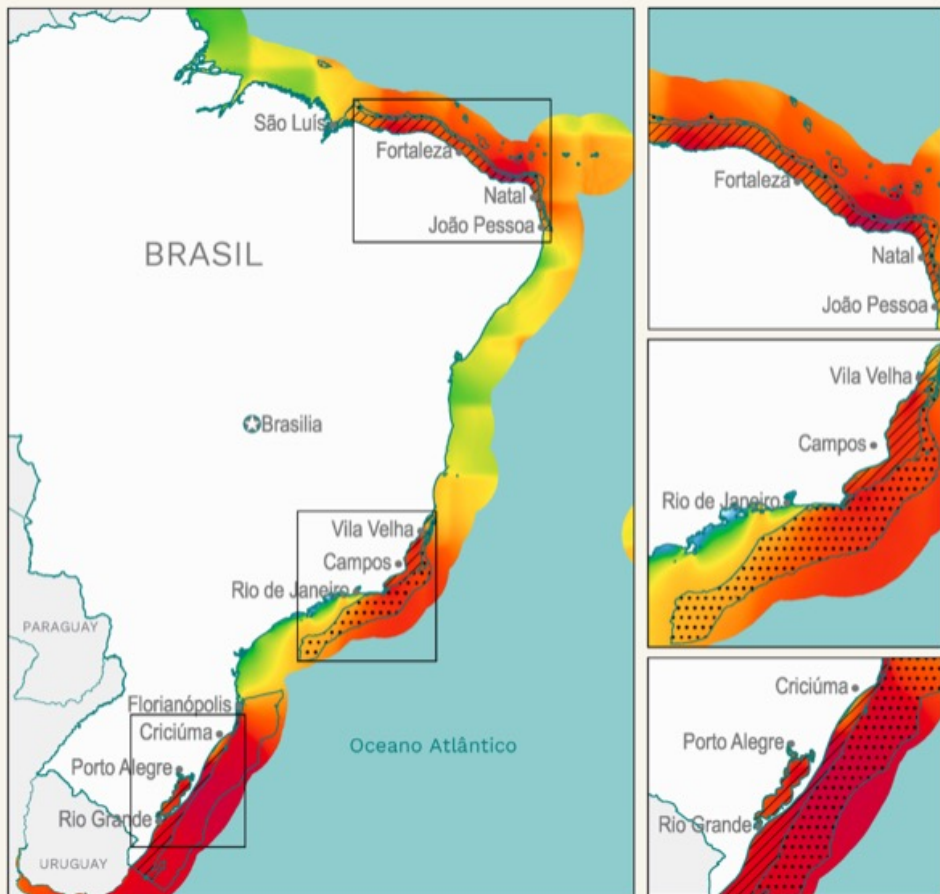 São Luís
Fortaleza
Natal
João Pessoa
BRASIL
Brasilia
Vila Velha
Campos
Rio de Janeiro
PARAGUAY
Florianópolis
Criciúma
Oceano Atlântico
Porto Alegre
Rio Grande
URUGUAY
Fortaleza
Natal
João Pessoa
Vila Velha
Campos
Rio de Janeiro
Criciúma
Porto Alegre
Rio Grande